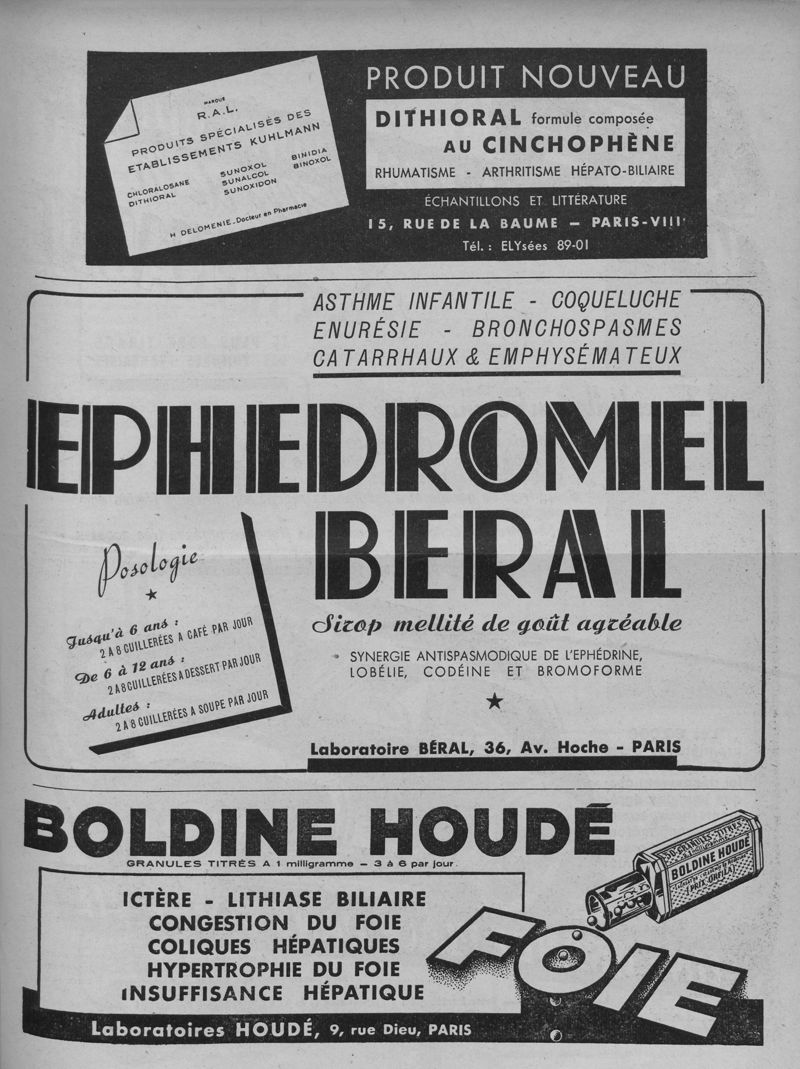 MARQUE
R.A.L.
PRODUITS SPÉCIALISÉS DES
ETABLISSEMENTS KUHLMANN
CHLORALOSANE SUNOXOL BINIDIA
DITHIORAL SUNALCOL BINOXOL
SUNOXIDON
H DELOMENIE_Docteur en Pharmacie
PRODUIT NOUVEAU
DITHIORAL formule composée
AU CINCHOPHÈNE
RHUMATISME - ARTHRITISME HÉPATO-BILIAIRE
ÉCHANTILLONS ET LITTÉRATURE
15, RUE DE LA BAUME — PARIS-VIII
Tél. : ELYsées 89-01
ASTHME INFANTILE - COQUELUCHE
ENURÉSIE - BRONCHOSPASMES
CATARRHAUX & EMPHYSÉMATEUX
EPHEDROMEL
BERAL
Posologie
Jusqu'à 6 ans :
2 A 8 CUILLERÉES A CAFÉ PAR JOUR
De 6 à 12 ans :
2 A 8 CUILLERÉES A DESSERT PAR JOUR
Adultes :
2 A 8 CUILLERÉES A SOUPE PAR JOUR
Sirop mellité de goût agréable
SYNERGIE ANTISPASMODIQUE DE L'EPHÉDRINE,
LOBÉLIE, CODÉINE ET BROMOFORME
Laboratoire BÉRAL, 36, Av. Hoche - PARIS
BOLDINE HOUDÉ
GRANULES TITRÉS A 1 milligramme — 3 à 6 par jour.
ICTÈRE - LITHIASE BILIAIRE
CONGESTION DU FOIE
COLIQUES HÉPATIQUES
HYPERTROPHIE DU FOIE
INSUFFISANCE HÉPATIQUE
BOLDINE HOUDÉ
FOIE
Laboratoires HOUDÉ, 9, rue Dieu, PARIS